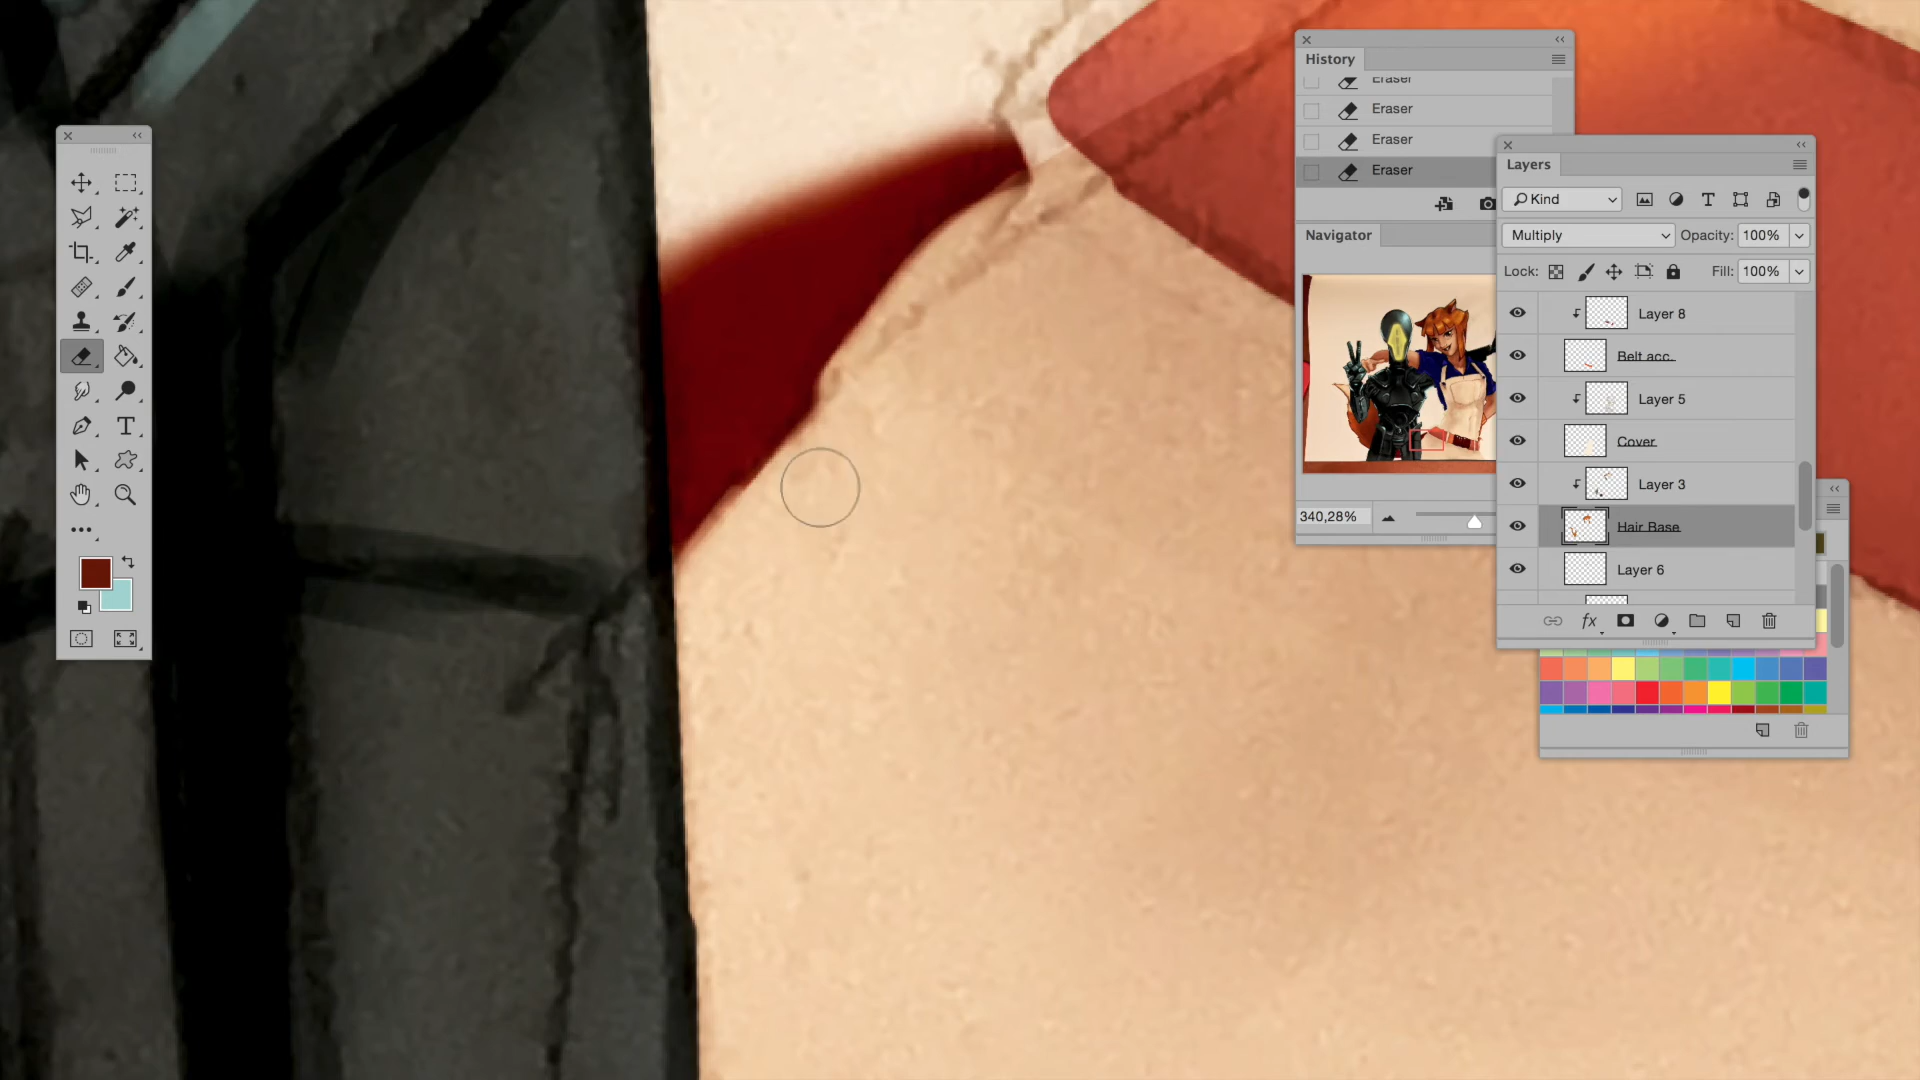 History
Eraser
Eraser
Eraser
Eraser
Navigator
340,28%
Layers
Kind
Multiply
Opacity: 100%
Lock:
Fill: 100%
Layer 8
Belt acc.
Layer 5
Cover
Layer 3
Hair Base
Layer 6
fx